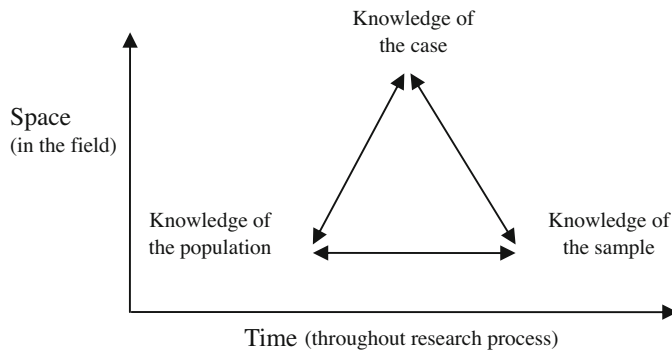 Knowledge of
the case
Space
(in the field)
Knowledge of
the population
Knowledge of
the sample
Time (throughout research process)